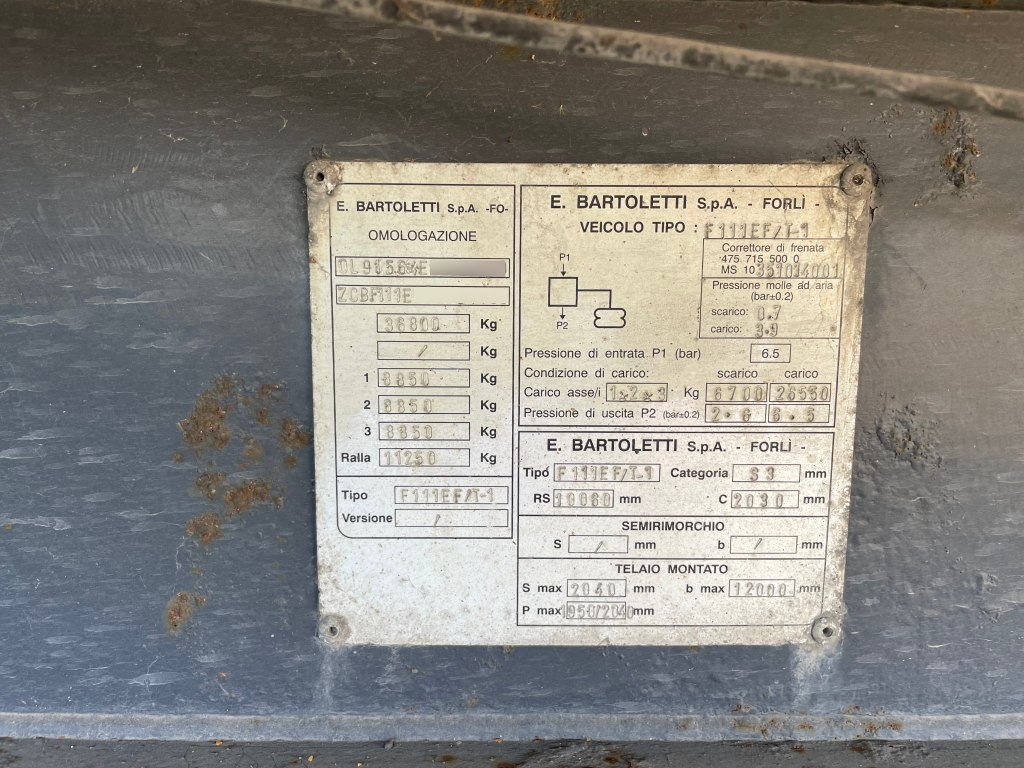 E. BARTOLETTI S.p.A. -FO-
OMOLOGAZIONE
ZCBF111E
36800 Kg
/ Kg
1 8850 Kg
2 8850 Kg
3 8850 Kg
Ralla 11250 Kg
Tipo F111EF/T-1
Versione /
E. BARTOLETTI S.p.A. - FORLÌ -
VEICOLO TIPO : F111EF/T-1
Correttore di frenata
475 715 500 0
MS 10 351034001
P1
P2
Pressione molle ad aria
(bar±0.2)
scarico: 0.7
carico: 3.9
Pressione di entrata P1 (bar) 6.5
Condizione di carico: scarico carico
Carico asse/i 1+2+3 Kg 6700 26550
Pressione di uscita P2 (bar±0.2) 2.6 6.5
E. BARTOLETTI S.p.A. - FORLÌ -
Tipo F111EF/T-1 Categoria S3 mm
RS 10060 mm C 2030 mm
SEMIRIMORCHIO
S / mm b / mm
TELAIO MONTATO
S max 2040 mm b max 12000 mm
P max 1950/2040 mm